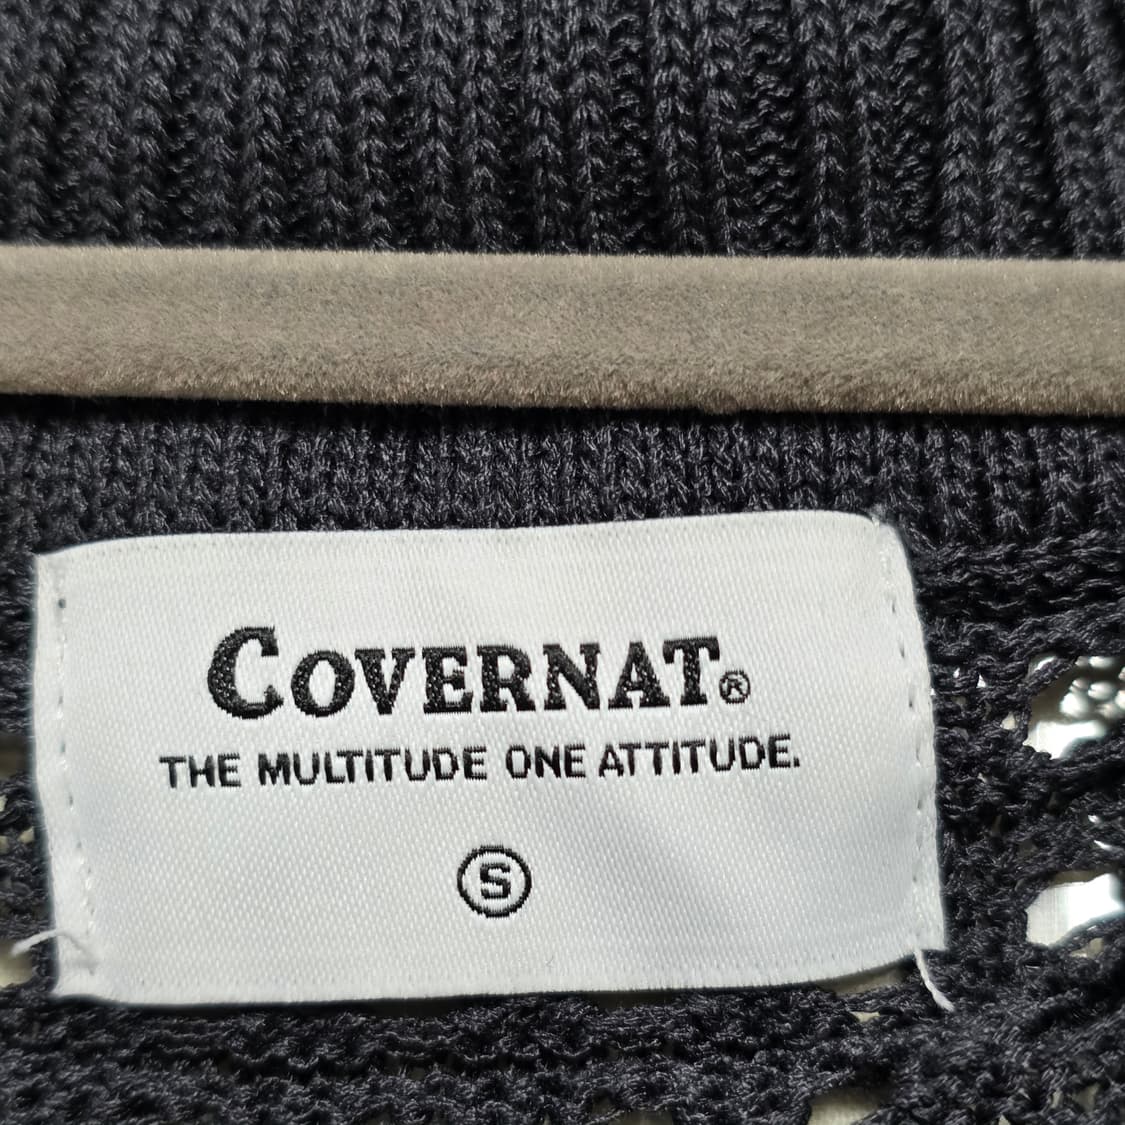 COVERNAT®
THE MULTITUDE ONE ATTITUDE.
S